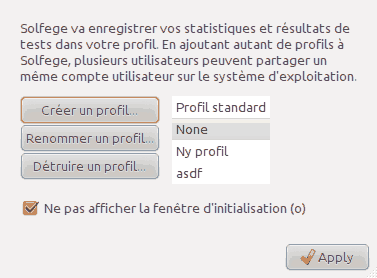 Solfege va enregistrer vos statistiques et résultats de
tests dans votre profil. En ajoutant autant de profils à
Solfege, plusieurs utilisateurs peuvent partager un
même compte utilisateur sur le système d'exploitation.
Créer un profil...
Renommer un profil...
Détruire un profil...
Profil standard
None
Ny profil
asdf
Ne pas afficher la fenêtre d'initialisation (o)
Apply